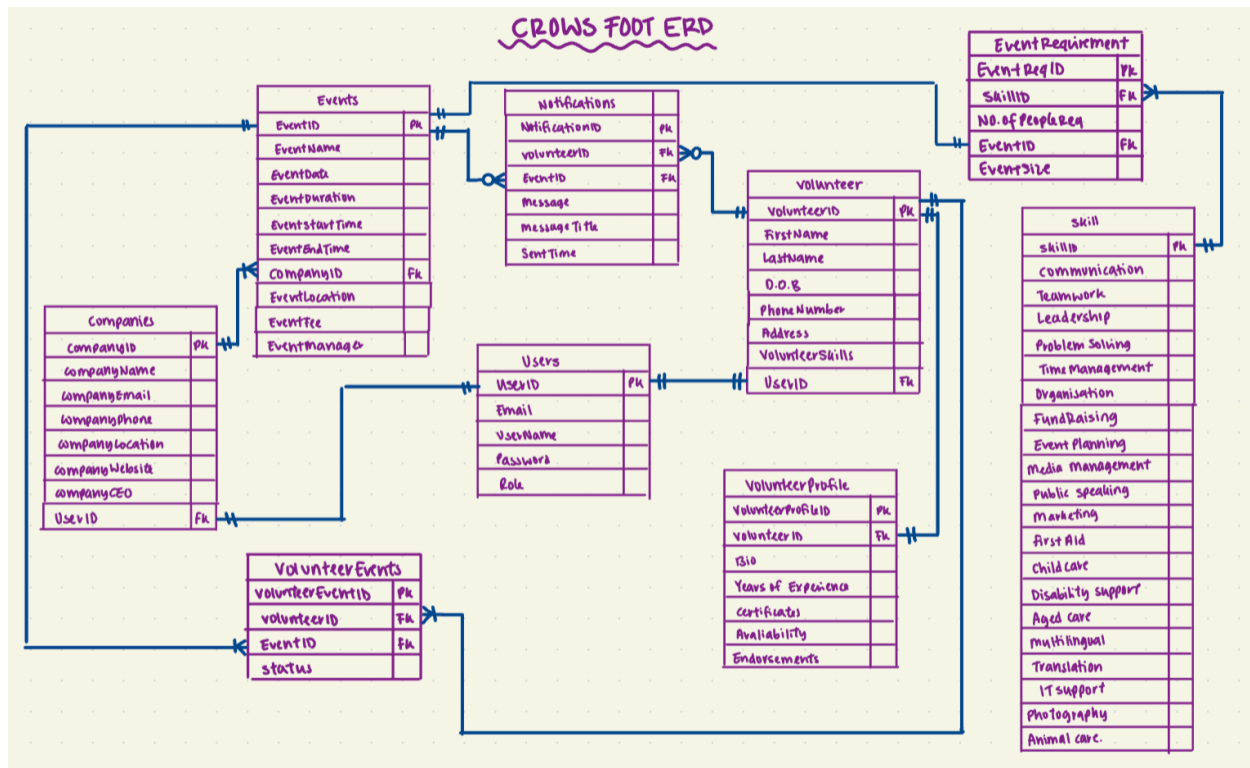 CROWS FOOT ERD
Events
EventID PK
EventName
EventDate
EventDuration
EventstartTime
EventEndTime
CompanyID FK
EventLocation
EventFee
EventManager
Notifications
NotificationID PK
volunteerID FK
EventID FK
Message
Message Title
Sent Time
EventRequirement
EventReqID PK
SkillID FK
No. of PeopleReq
EventID FK
EventSize
Volunteer
VolunteerID PK
FirstName
LastName
D.O.B
PhoneNumber
Address
VolunteerSkills
UserID FK
Skill
SkillID PK
Communication
Teamwork
Leadership
Problem Solving
Time Management
Organisation
FundRaising
Event Planning
Media Management
Public Speaking
Marketing
First Aid
Child care
Disability support
Aged care
Multilingual
Translation
IT support
Photography
Animal care.
Companies
CompanyID PK
CompanyName
CompanyEmail
CompanyPhone
CompanyLocation
CompanyWebsite
CompanyCEO
UserID FK
Users
UserID PK
Email
UserName
Password
Role
VolunteerProfile
VolunteerProfileID PK
VolunteerID FK
Bio
Years of Experience
Certificates
Avaliability
Endorsements
VolunteerEvents
VolunteerEventID PK
VolunteerID FK
EventID FK
Status